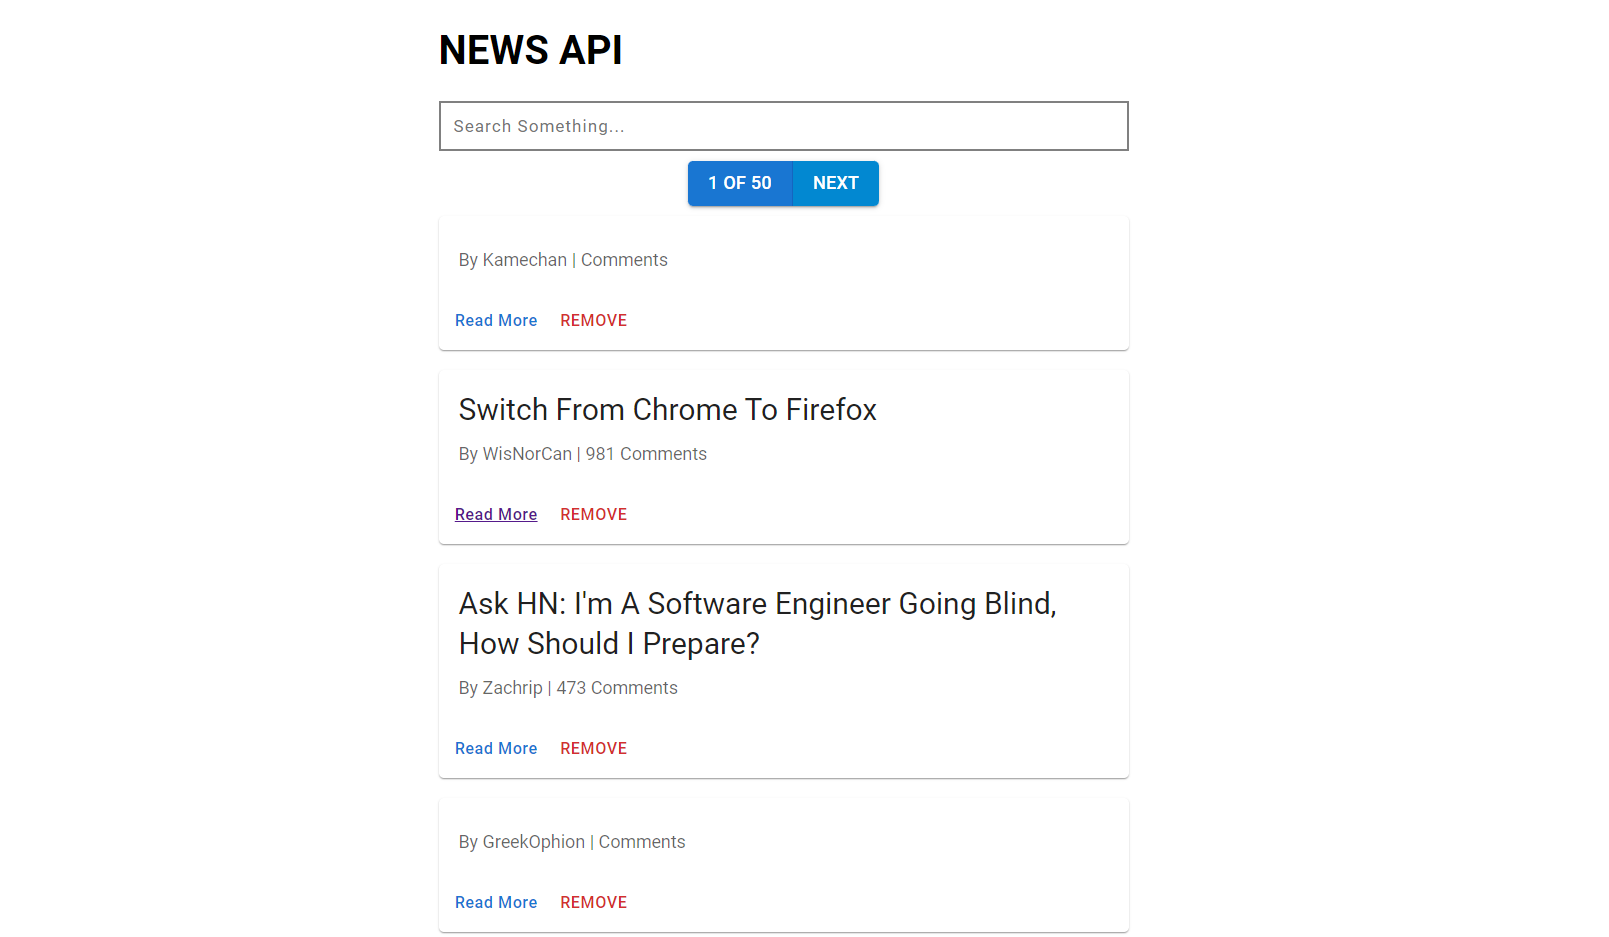 NEWS API
Search Something...
1 OF 50 NEXT
By Kamechan | Comments
Read More REMOVE
Switch From Chrome To Firefox
By WisNorCan | 981 Comments
Read More REMOVE
Ask HN: I'm A Software Engineer Going Blind,
How Should I Prepare?
By Zachrip | 473 Comments
Read More REMOVE
By GreekOphion | Comments
Read More REMOVE